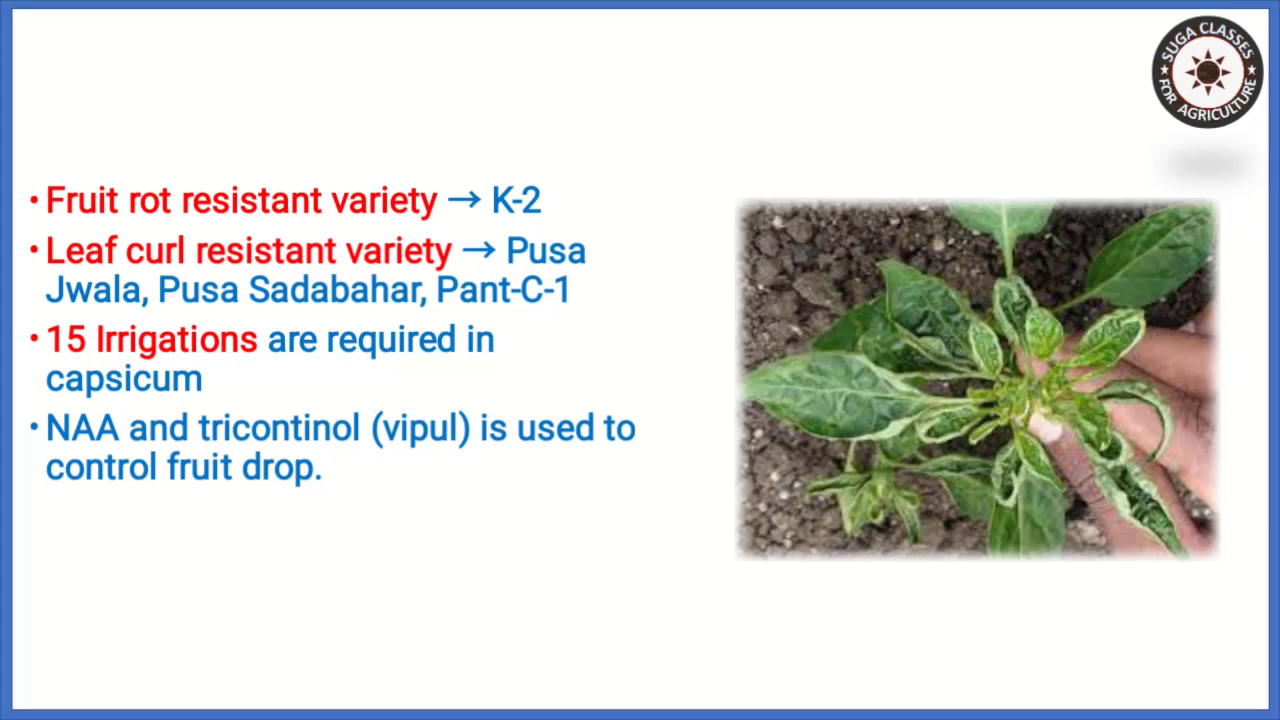 SUGA CLASSES
FOR AGRICULTURE
• Fruit rot resistant variety → K-2
• Leaf curl resistant variety → Pusa
Jwala, Pusa Sadabahar, Pant-C-1
• 15 Irrigations are required in
capsicum
• NAA and tricontinol (vipul) is used to
control fruit drop.